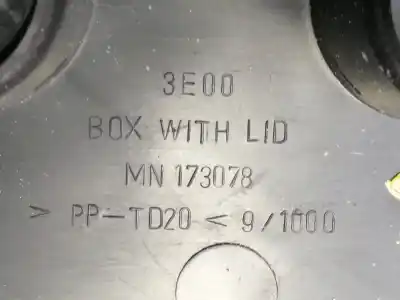 3E00
BOX WITH LID
MN 173078
> PP-TD20 < 9/1000